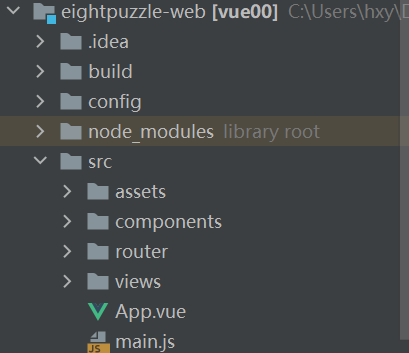 eightpuzzle-web [vue00] C:\Users\hxy\D
.idea
build
config
node_modules library root
src
assets
components
router
views
App.vue
JS main.js